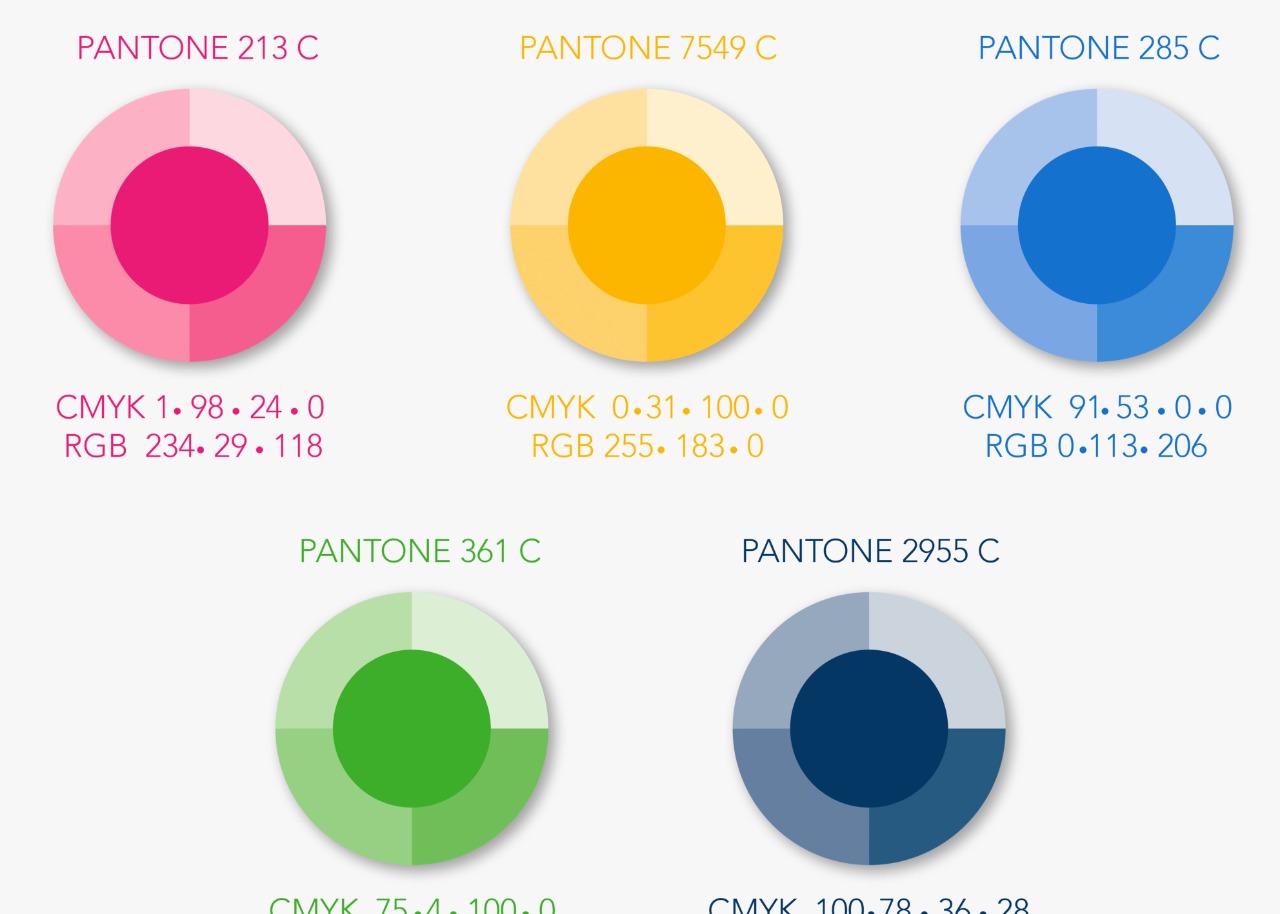 PANTONE 213 C
CMYK 1 • 98 • 24 • 0
RGB 234 • 29 • 118
PANTONE 7549 C
CMYK 0 • 31 • 100 • 0
RGB 255 • 183 • 0
PANTONE 285 C
CMYK 91 • 53 • 0 • 0
RGB 0 • 113 • 206
PANTONE 361 C
CMYK 75 • 4 • 100 • 0
PANTONE 2955 C
CMYK 100 • 78 • 36 • 28